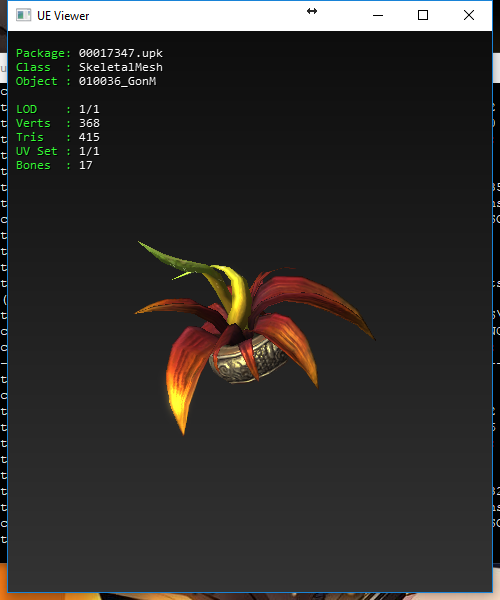 UE Viewer
Package: 00017347.upk
Class : SkeletalMesh
Object : 010036_GonM
LOD : 1/1
Verts : 368
Tris : 415
UV Set : 1/1
Bones : 17